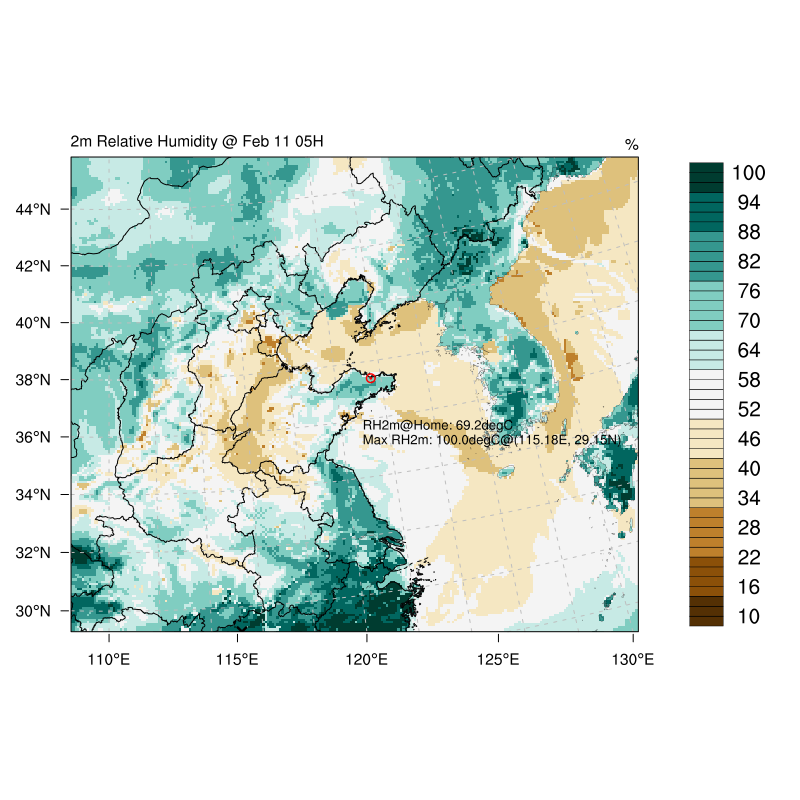 2m Relative Humidity @ Feb 11 05H
%
44°N
42°N
40°N
38°N
36°N
34°N
32°N
30°N
110°E
115°E
120°E
125°E
130°E
RH2m@Home: 69.2degC
Max RH2m: 100.0degC@(115.18E, 29.15N)
100
94
88
82
76
70
64
58
52
46
40
34
28
22
16
10